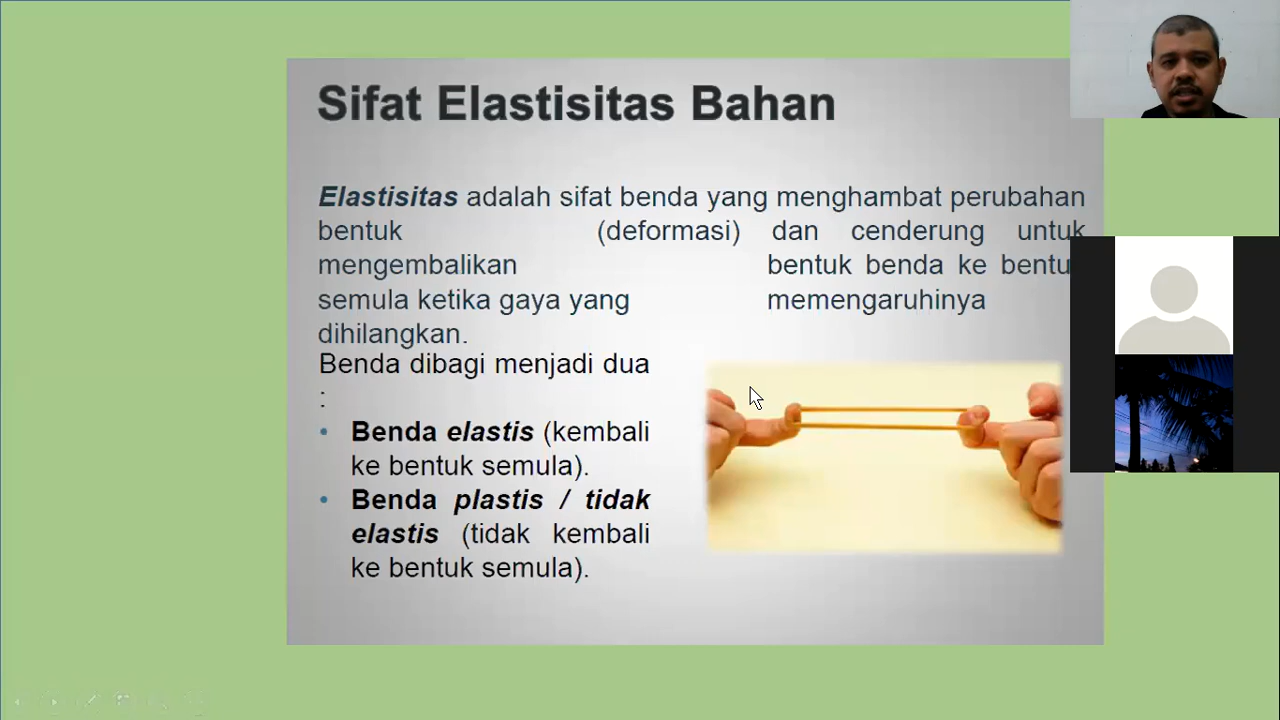 Sifat Elastisitas Bahan
Elastisitas adalah sifat benda yang menghambat perubahan
bentuk (deformasi) dan cenderung untuk
mengembalikan bentuk benda ke bentu
semula ketika gaya yang memengaruhinya
dihilangkan.
Benda dibagi menjadi dua
:
• Benda elastis (kembali
ke bentuk semula).
• Benda plastis / tidak
elastis (tidak kembali
ke bentuk semula).